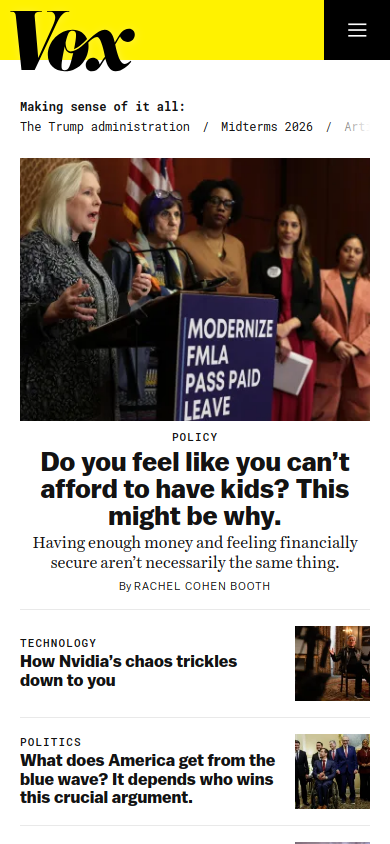 Vox
Making sense of it all:
The Trump administration / Midterms 2026 /
MODERNIZE
FMLA
PASS PAID
LEAVE
POLICY
Do you feel like you can’t
afford to have kids? This
might be why.
Having enough money and feeling financially
secure aren’t necessarily the same thing.
By RACHEL COHEN BOOTH
TECHNOLOGY
How Nvidia’s chaos trickles
down to you
POLITICS
What does America get from the
blue wave? It depends who wins
this crucial argument.